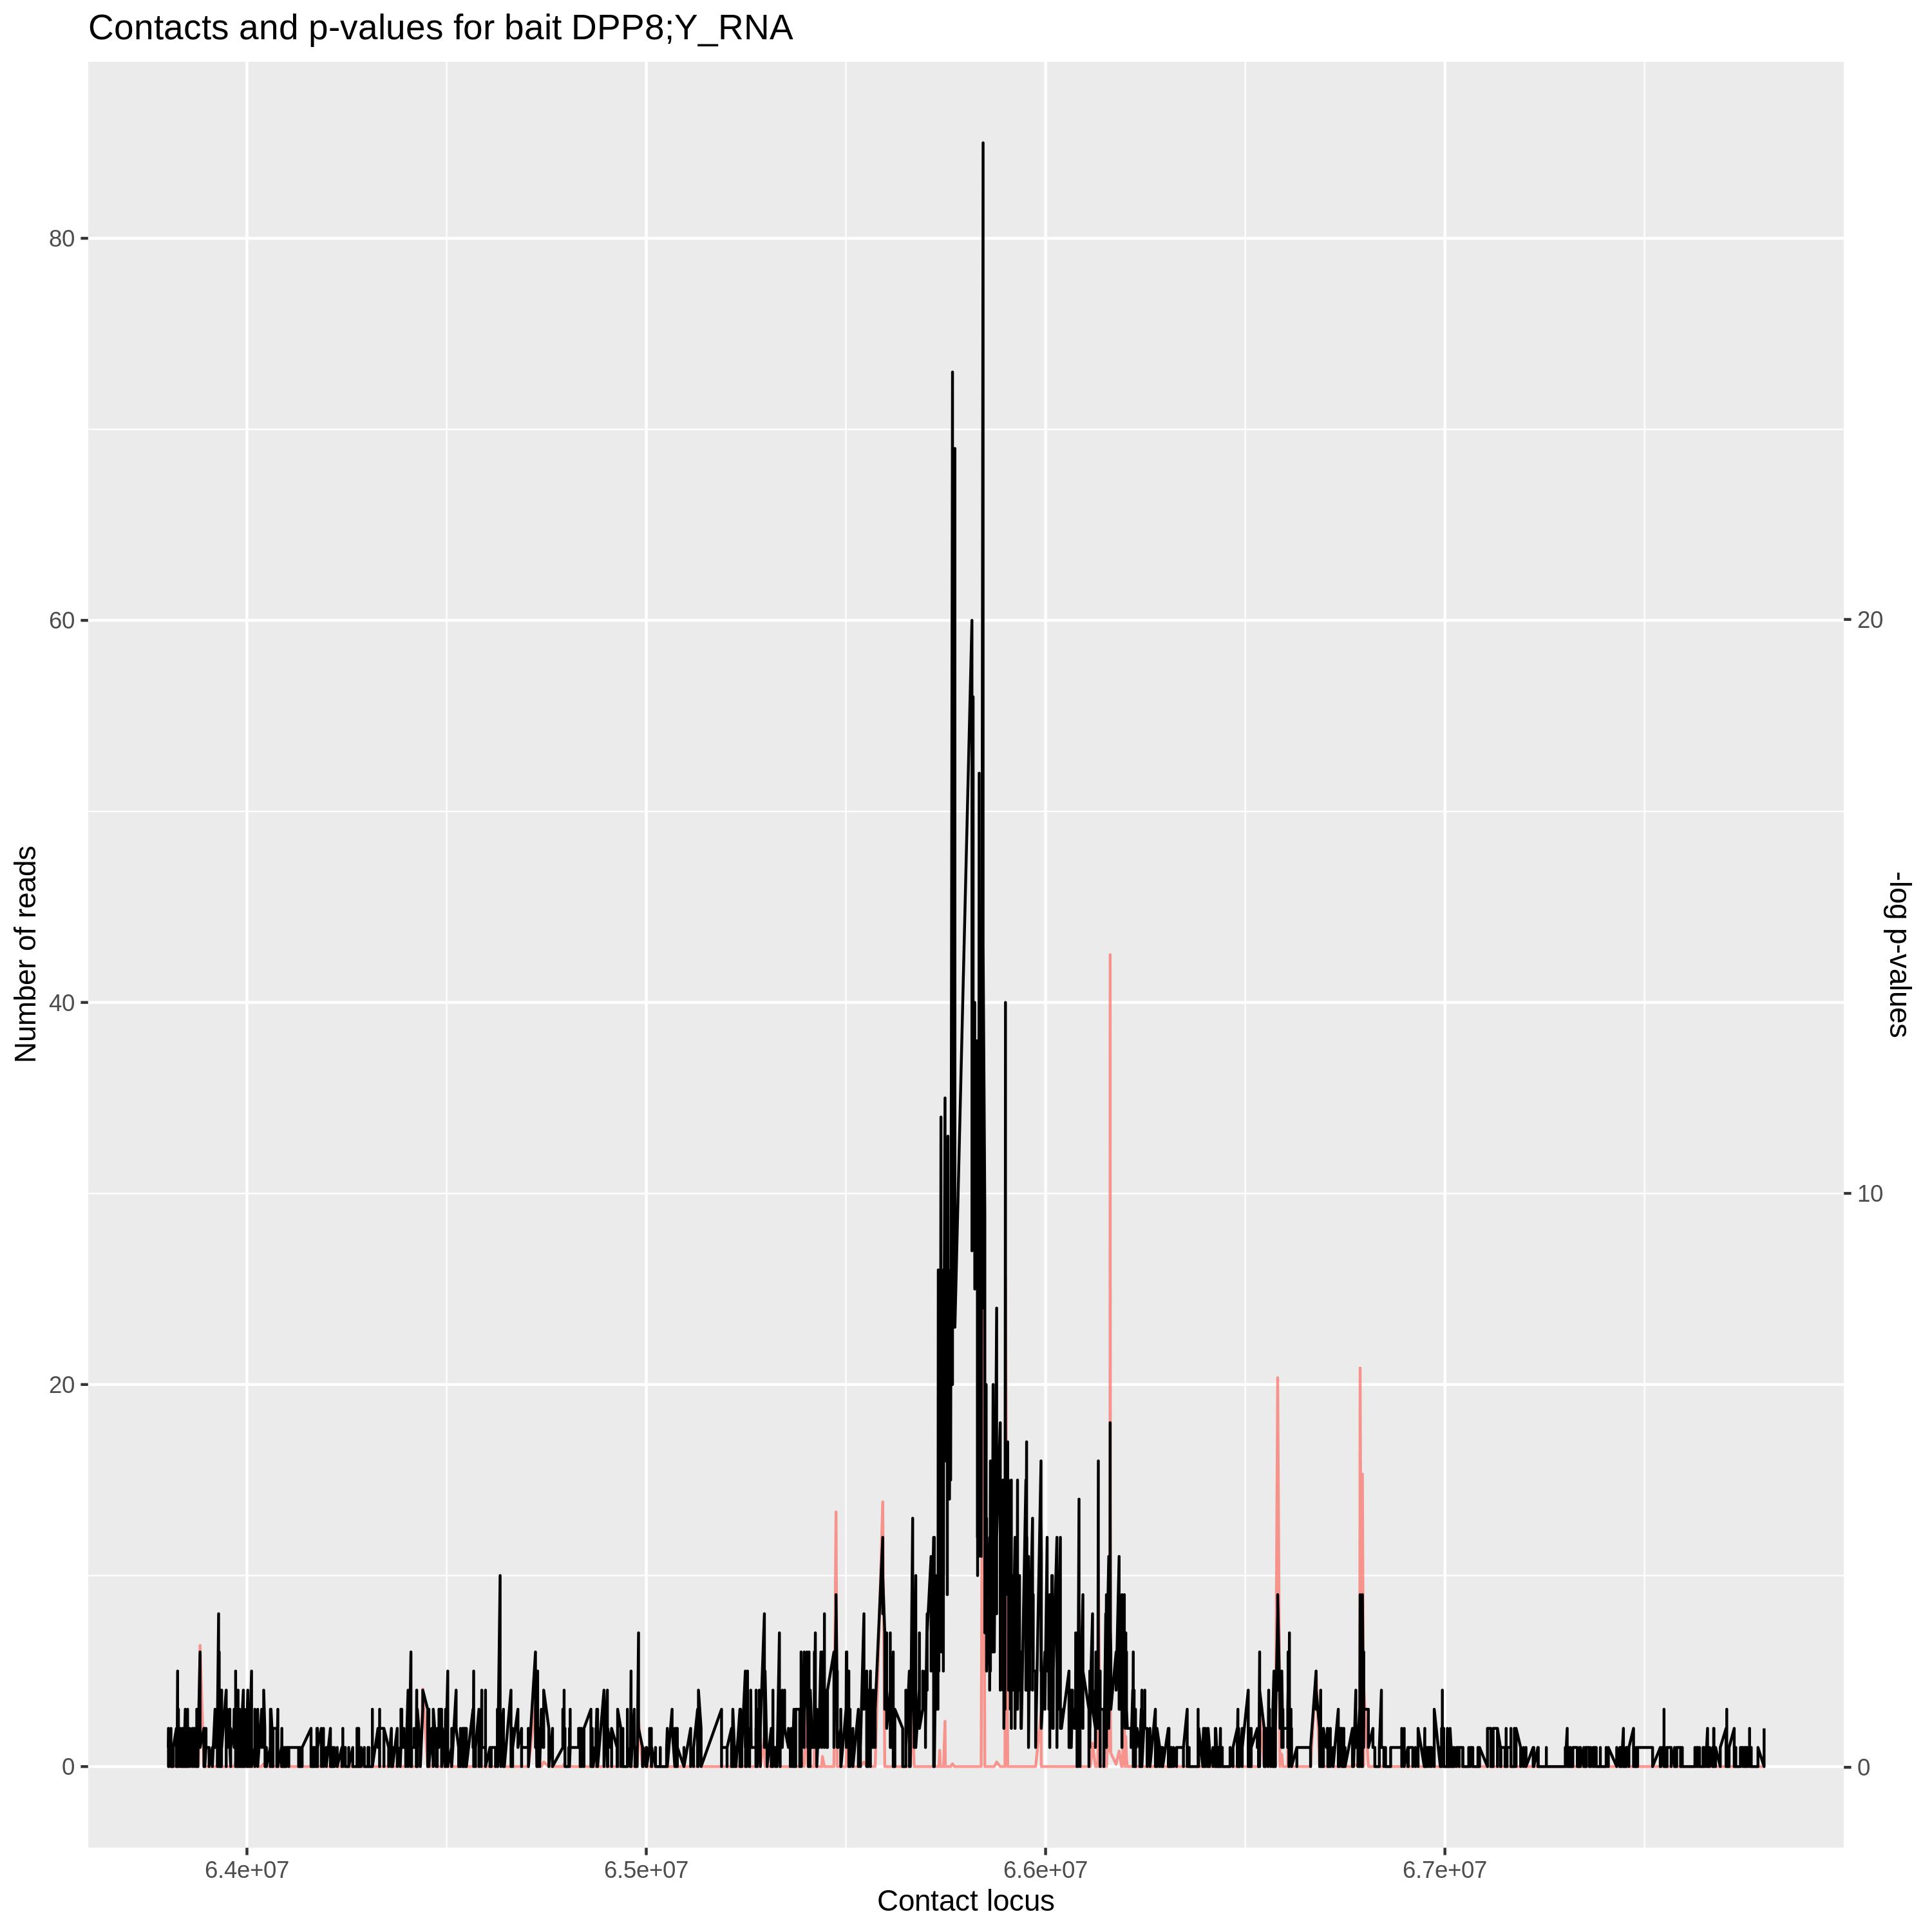 Contacts and p-values for bait DPP8;Y_RNA
80
60
40
20
0
Number of reads
20
10
0
-log p-values
6.4e+07 6.5e+07 6.6e+07 6.7e+07
Contact locus